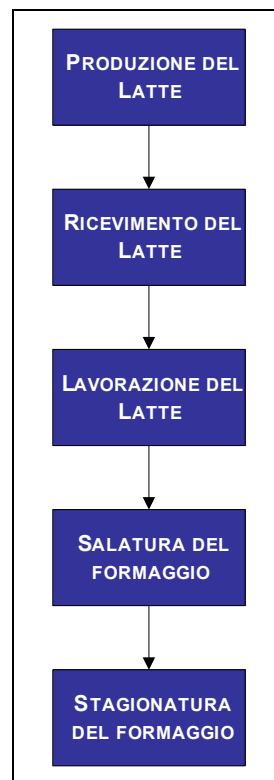 PRODUZIONE DEL
LATTE
RICEVIMENTO DEL
LATTE
LAVORAZIONE DEL
LATTE
SALATURA DEL
FORMAGGIO
STAGIONATURA
DEL FORMAGGIO